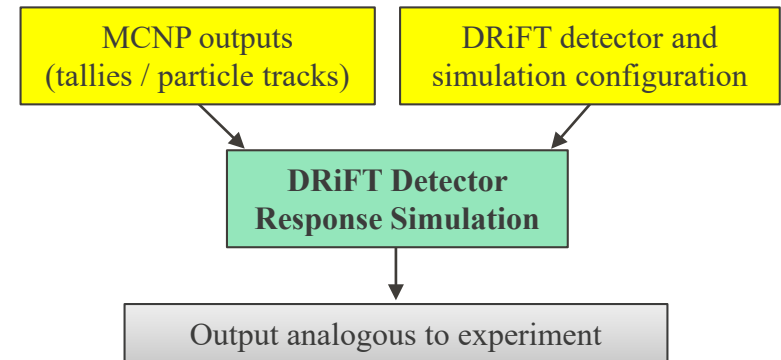 MCNP outputs
(tallies / particle tracks)
DRiFT detector and
simulation configuration
DRiFT Detector
Response Simulation
Output analogous to experiment